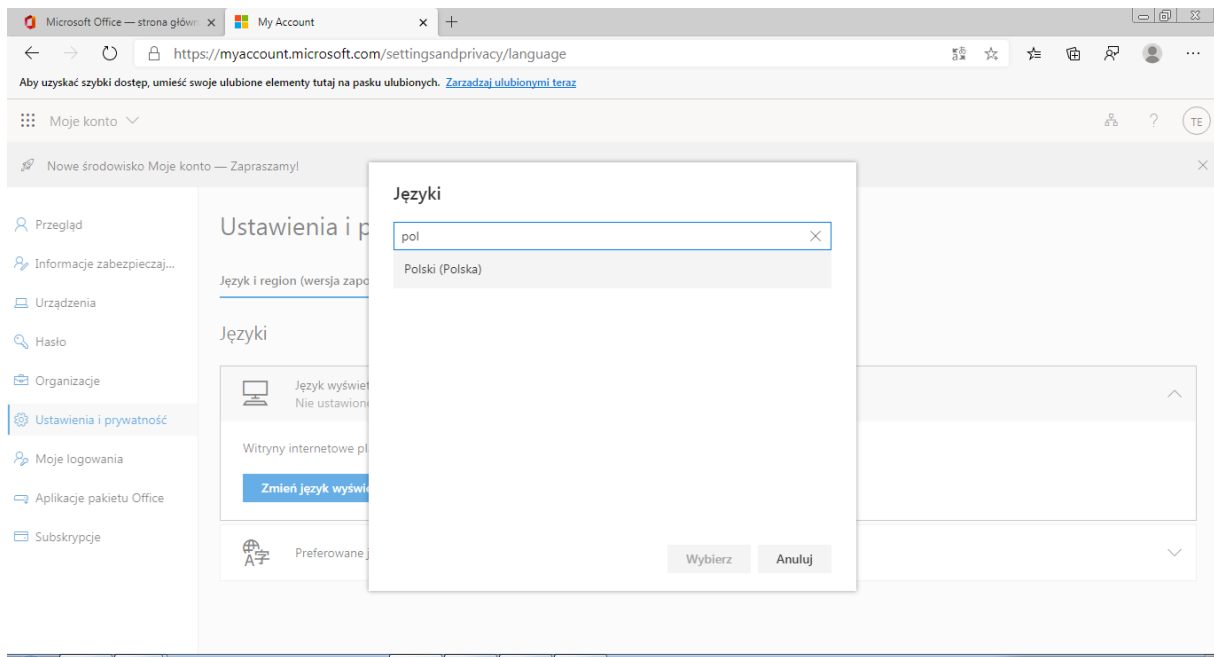 Microsoft Office — strona główn
My Account
https://myaccount.microsoft.com/settingsandprivacy/language
Aby uzyskać szybki dostęp, umieść swoje ulubione elementy tutaj na pasku ulubionych. Zarzadzaj ulubionymi teraz
Moje konto
?
TE
Nowe środowisko Moje konto — Zapraszamy!
Przegląd
Informacje zabezpieczaj...
Urządzenia
Hasło
Organizacje
Ustawienia i prywatność
Moje logowania
Aplikacje pakietu Office
Subskrypcje
Ustawienia i p
Język i region (wersja zapo
Języki
Język wyświet
Nie ustawiono
Witryny internetowe pl
Zmień język wyświe
Preferowane j
Języki
pol
Polski (Polska)
Wybierz
Anuluj